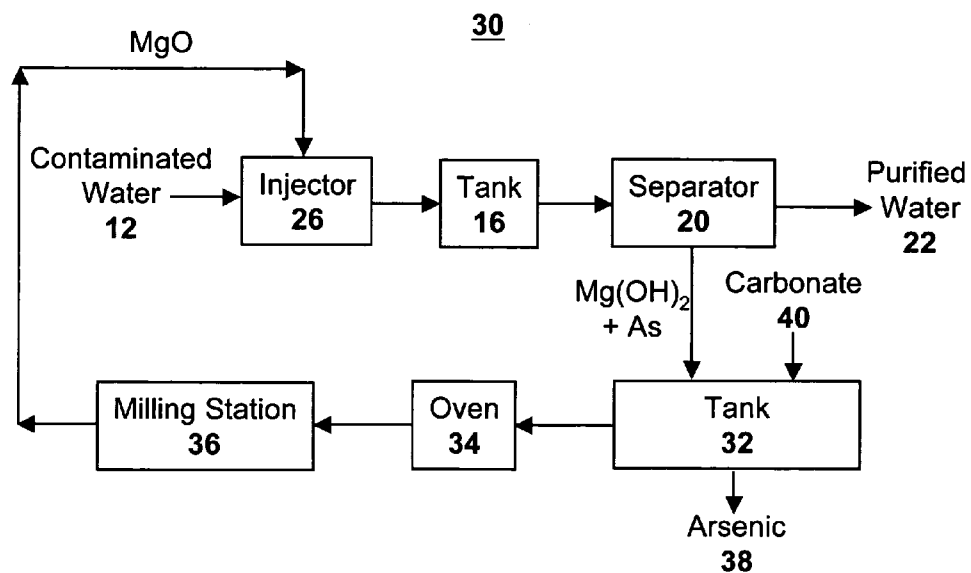 30
MgO
Contaminated
Water
12
Injector
26
Tank
16
Separator
20
Purified
Water
22
Mg(OH)₂
+ As
Carbonate
40
Milling Station
36
Oven
34
Tank
32
Arsenic
38